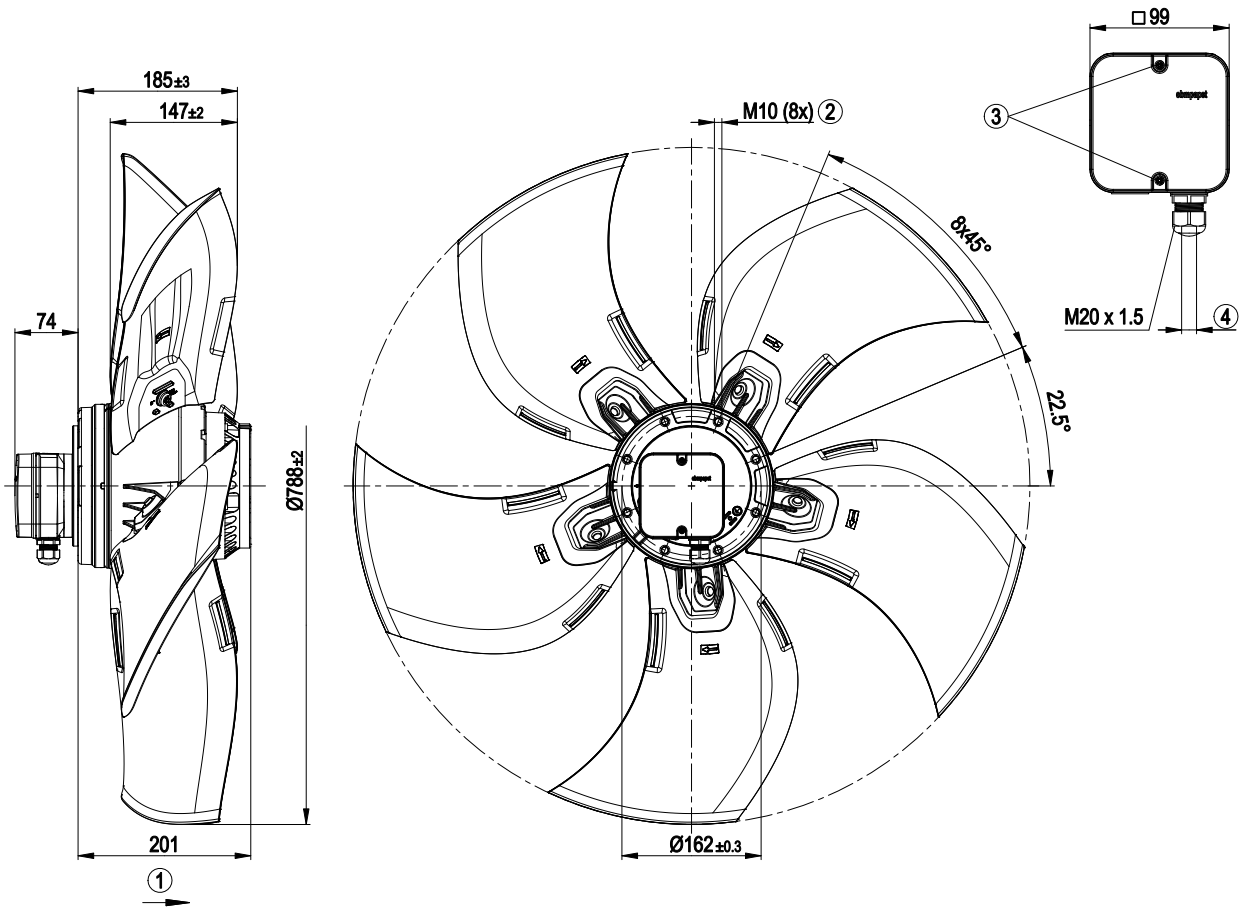 □ 99
185±3
147±2
M10 (8x) ②
ebmpapst
③
8x45°
M20 x 1.5
④
74
22.5°
ebmpapst
Ø788±2
201
Ø162±0.3
①